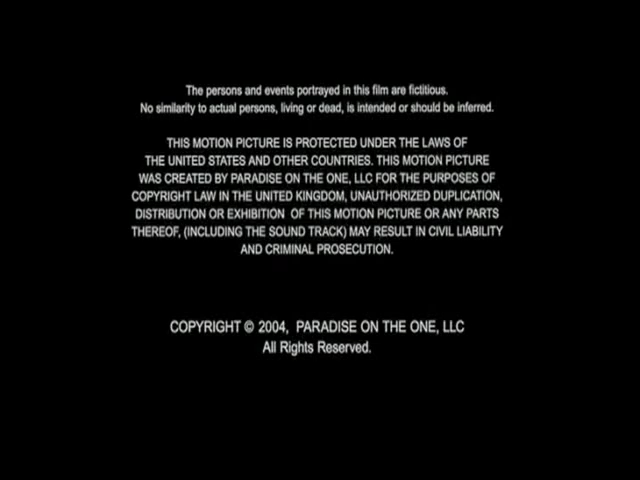 The persons and events portrayed in this film are fictitious.
No similarity to actual persons, living or dead, is intended or should be inferred.
THIS MOTION PICTURE IS PROTECTED UNDER THE LAWS OF
THE UNITED STATES AND OTHER COUNTRIES. THIS MOTION PICTURE
WAS CREATED BY PARADISE ON THE ONE, LLC FOR THE PURPOSES OF
COPYRIGHT LAW IN THE UNITED KINGDOM, UNAUTHORIZED DUPLICATION,
DISTRIBUTION OR EXHIBITION OF THIS MOTION PICTURE OR ANY PARTS
THEREOF, (INCLUDING THE SOUND TRACK) MAY RESULT IN CIVIL LIABILITY
AND CRIMINAL PROSECUTION.
COPYRIGHT © 2004, PARADISE ON THE ONE, LLC
All Rights Reserved.